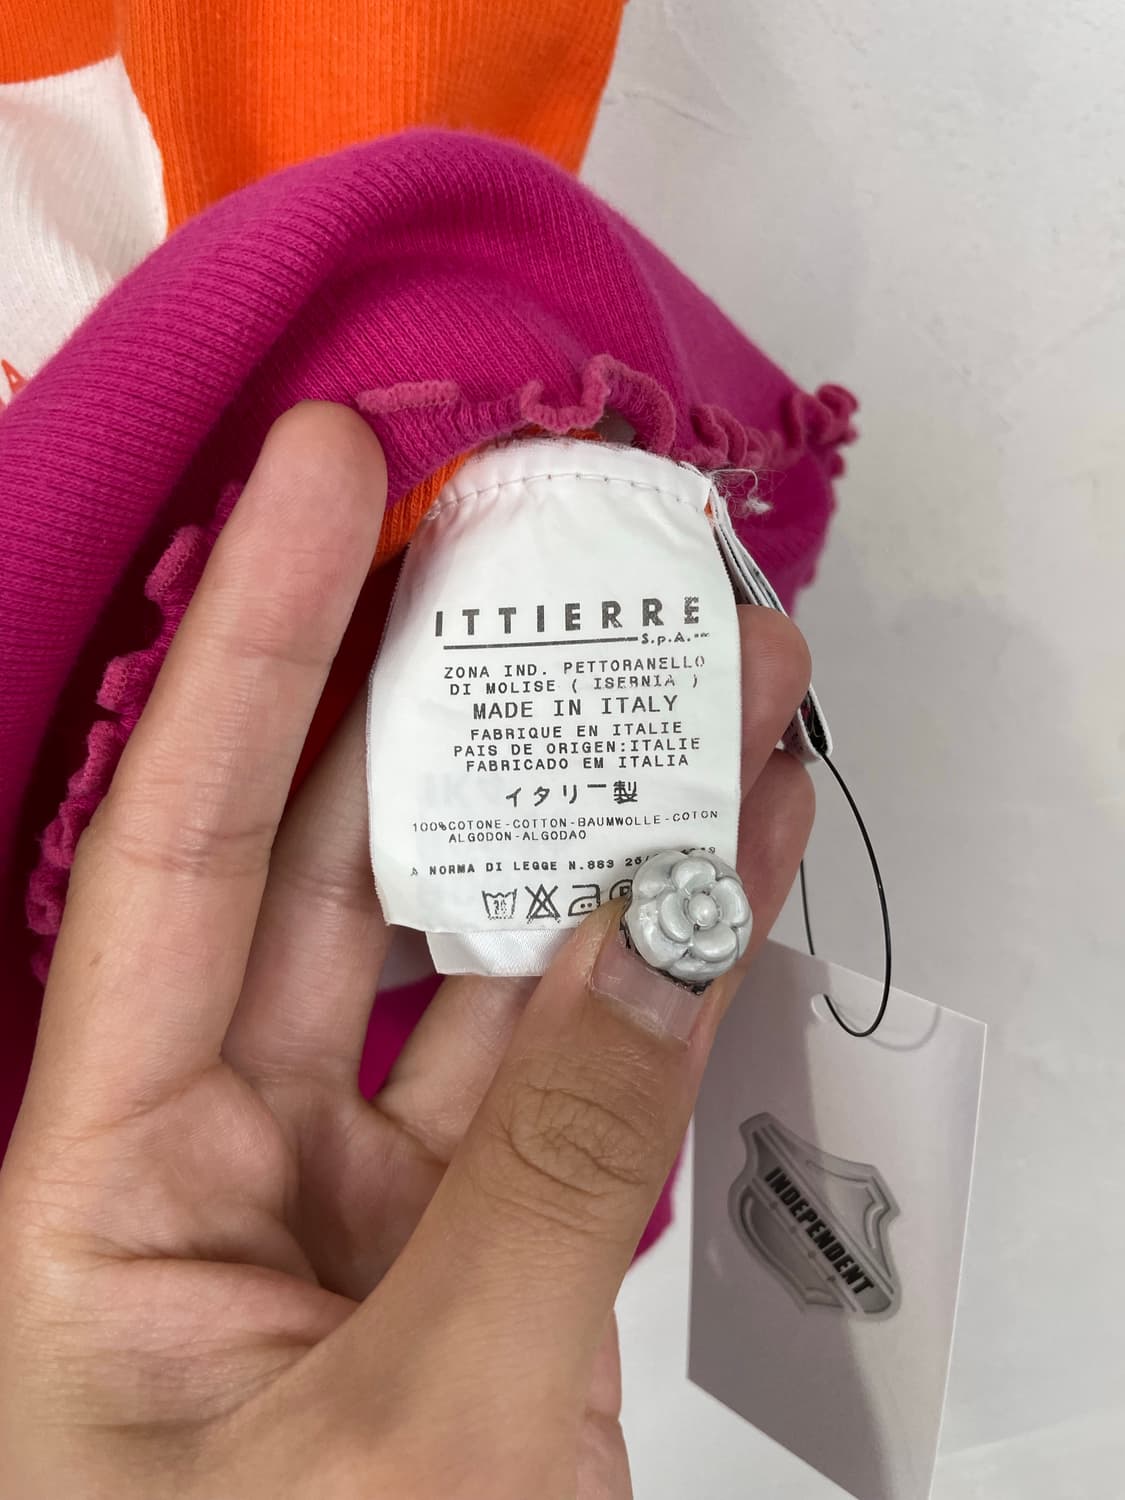 ITTIERRE
S.p.A.
ZONA IND. PETTORANELLO
DI MOLISE ( ISERNIA )
MADE IN ITALY
FABRIQUE EN ITALIE
PAIS DE ORIGEN:ITALIE
FABRICADO EM ITALIA
イタリー製
100%COTONE-COTTON-BAUMWOLLE-COTON
ALGODON-ALGODAO
A NORMA DI LEGGE N.883
INDEPENDENT